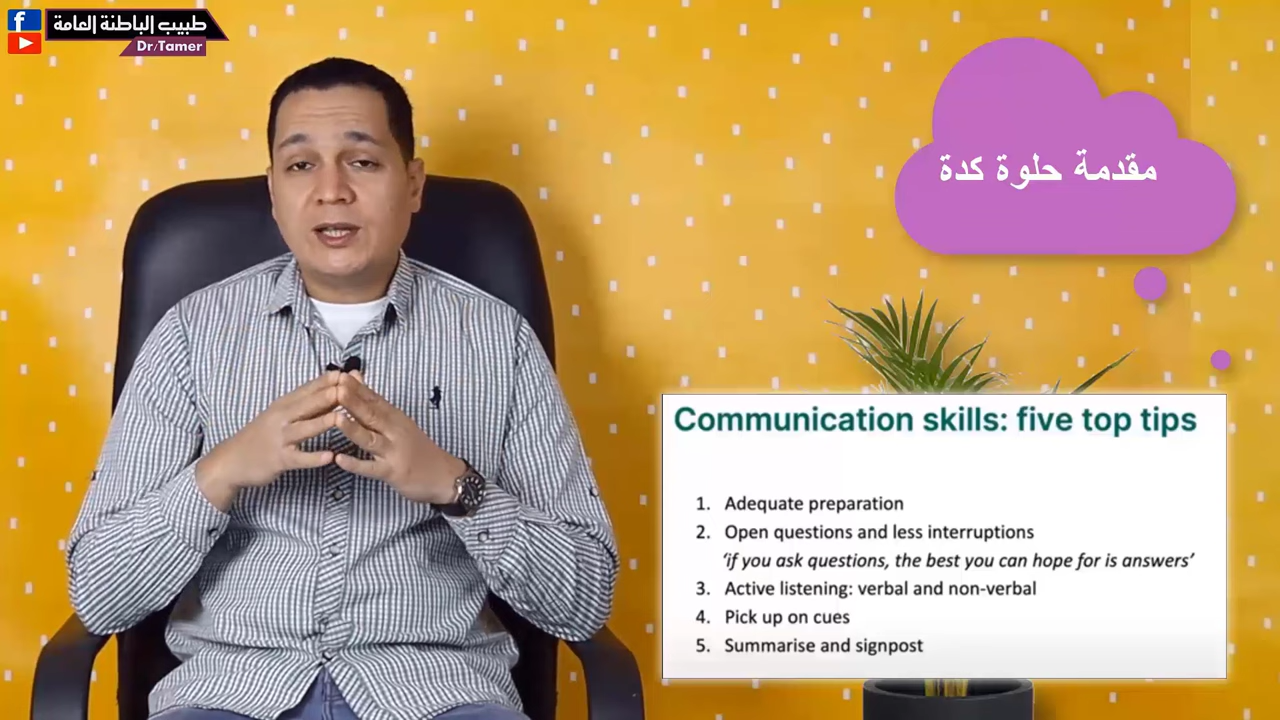 طبيب الباطنة العامة
Dr/Tamer
مقدمة حلوة كدة
Communication skills: five top tips
1. Adequate preparation
2. Open questions and less interruptions
‘if you ask questions, the best you can hope for is answers’
3. Active listening: verbal and non-verbal
4. Pick up on cues
5. Summarise and signpost